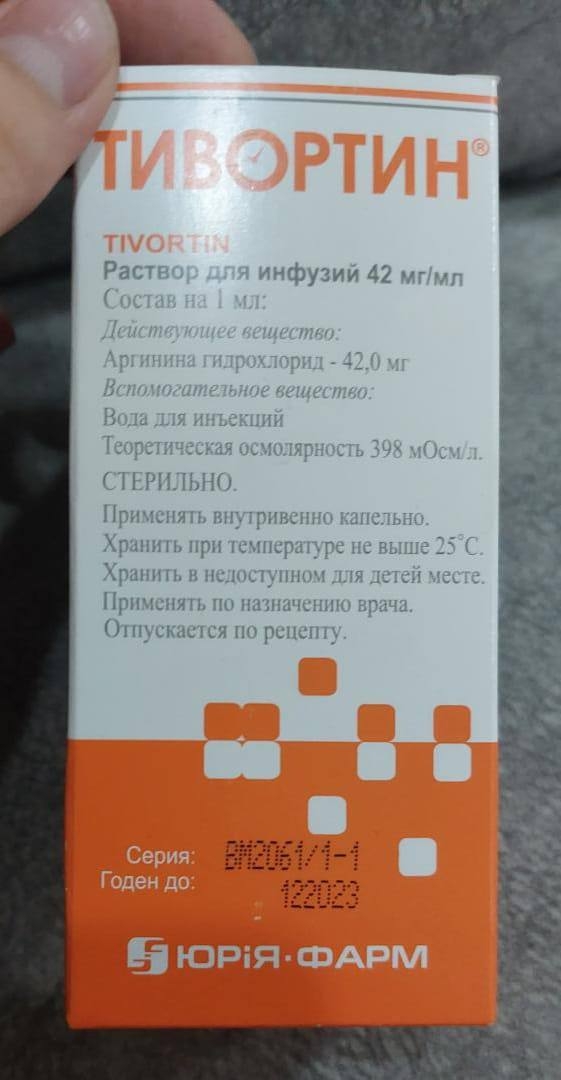 ТИВОРТИН®
TIVORTIN
Раствор для инфузий 42 мг/мл
Состав на 1 мл:
Действующее вещество:
Аргинина гидрохлорид - 42,0 мг
Вспомогательное вещество:
Вода для инъекций
Теоретическая осмолярность 398 мОсм/л.
СТЕРИЛЬНО.
Применять внутривенно капельно.
Хранить при температуре не выше 25°С.
Хранить в недоступном для детей месте.
Применять по назначению врача.
Отпускается по рецепту.
Серия: BM2061/1-1
Годен до: 122023
ЮРіЯ·ФАРМ